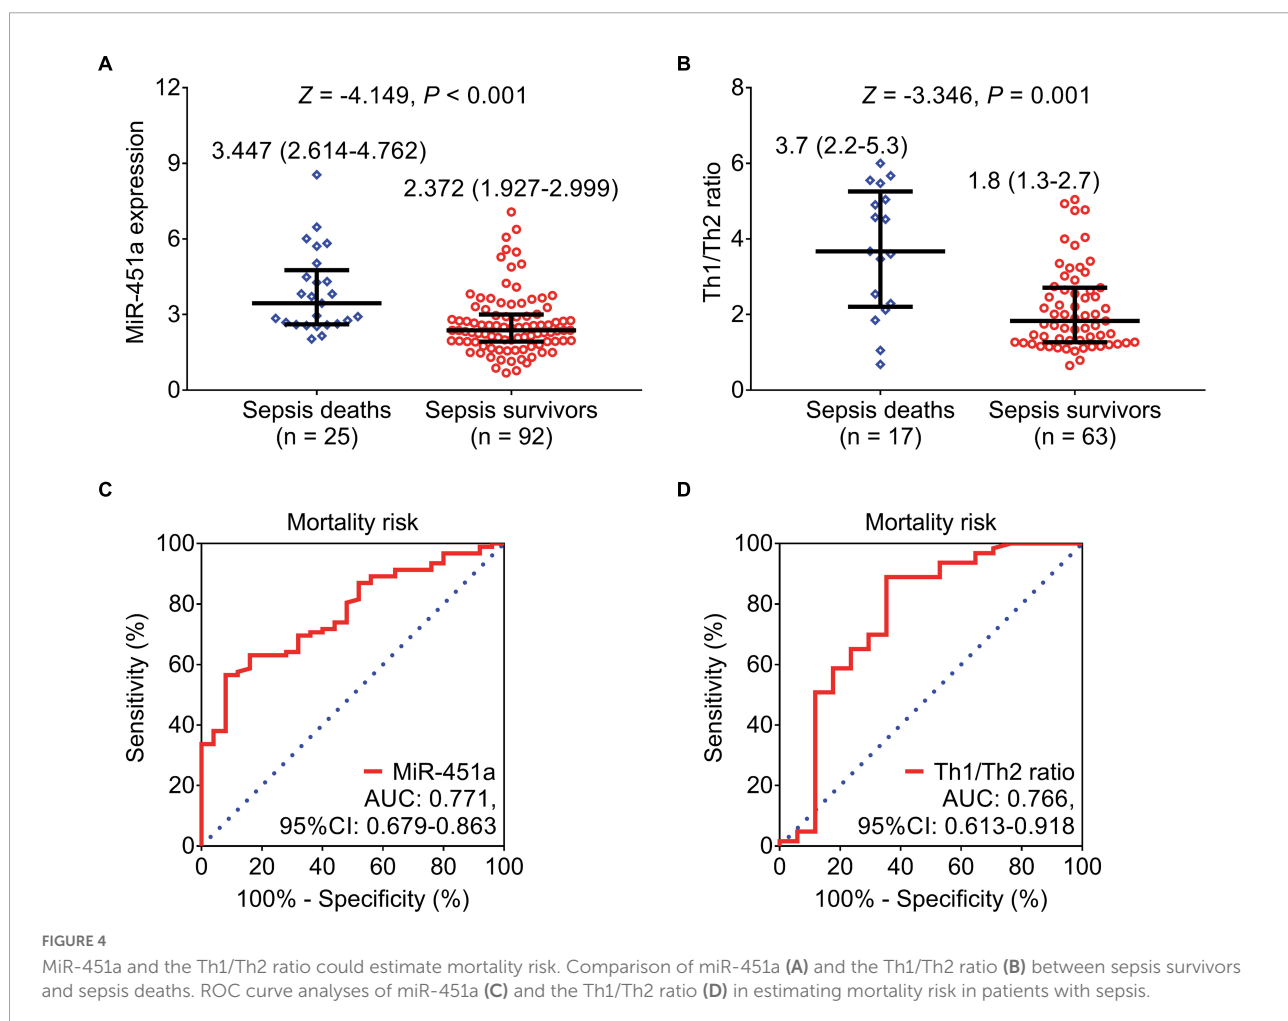 A
MiR-451a expression
12
9
6
3
0
Z = -4.149, P < 0.001
3.447 (2.614-4.762)
2.372 (1.927-2.999)
Sepsis deaths
(n = 25)
Sepsis survivors
(n = 92)
B
Th1/Th2 ratio
8
6
4
2
0
Z = -3.346, P = 0.001
3.7 (2.2-5.3)
1.8 (1.3-2.7)
Sepsis deaths
(n = 17)
Sepsis survivors
(n = 63)
C
Mortality risk
Sensitivity (%)
100
80
60
40
20
0
MiR-451a
AUC: 0.771,
95%CI: 0.679-0.863
0 20 40 60 80 100
100% - Specificity (%)
D
Mortality risk
Sensitivity (%)
100
80
60
40
20
0
Th1/Th2 ratio
AUC: 0.766,
95%CI: 0.613-0.918
0 20 40 60 80 100
100% - Specificity (%)
FIGURE 4
MiR-451a and the Th1/Th2 ratio could estimate mortality risk. Comparison of miR-451a (A) and the Th1/Th2 ratio (B) between sepsis survivors
and sepsis deaths. ROC curve analyses of miR-451a (C) and the Th1/Th2 ratio (D) in estimating mortality risk in patients with sepsis.